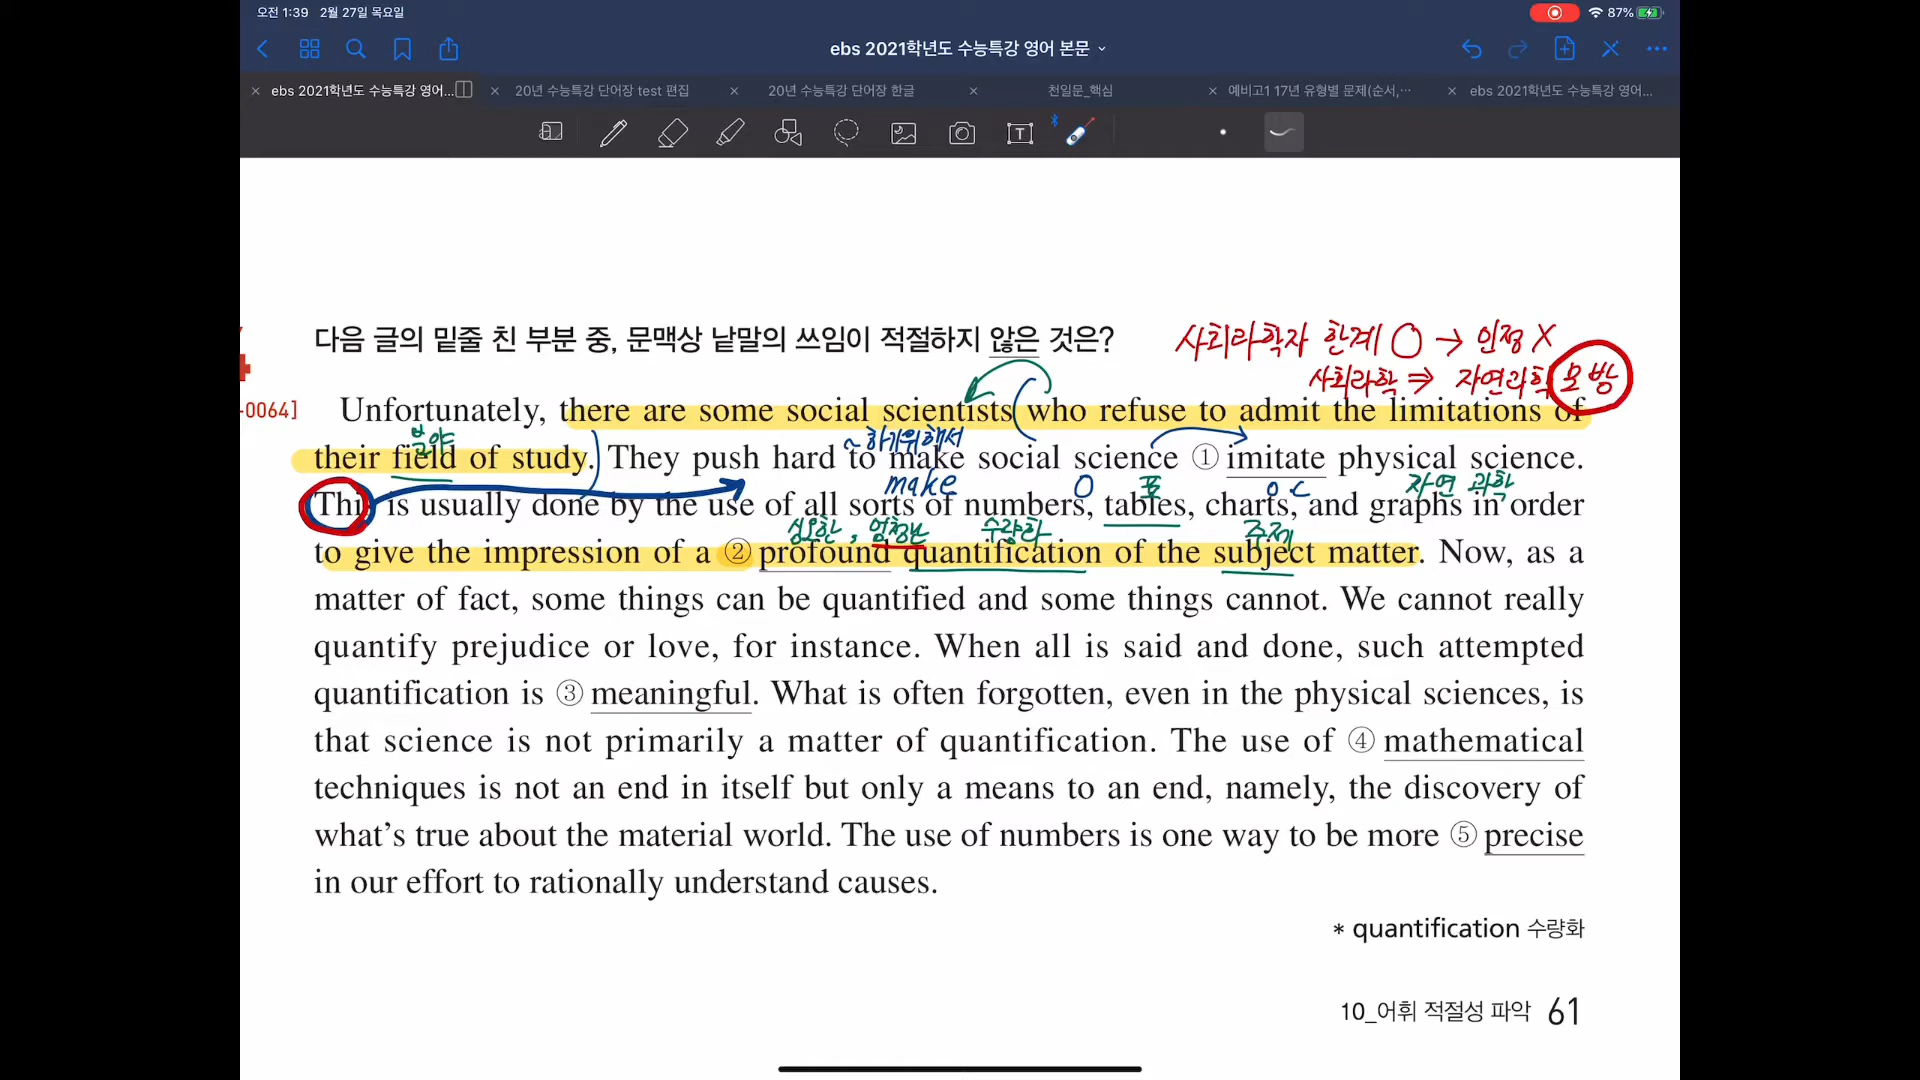 오전 1:39 2월 27일 목요일
87%
ebs 2021학년도 수능특강 영어 본문
ebs 2021학년도 수능특강 영어... 20년 수능특강 단어장 test 편집 20년 수능특강 단어장 한글 천일문_핵심 예비고1 17년 유형별 문제(순서,... ebs 2021학년도 수능특강 영어...
T
다음 글의 밑줄 친 부분 중, 문맥상 낱말의 쓰임이 적절하지 않은 것은?
사회과학자 한계 O → 인정 X
사회과학 ⇒ 자연과학 모방
-0064]
Unfortunately, there are some social scientists who refuse to admit the limitations of
분야 ~하기위해서
their field of study. They push hard to make social science ① imitate physical science.
make O 표 O.C 자연 과학
This is usually done by the use of all sorts of numbers, tables, charts, and graphs in order
심오한, 엄청난 수량화 주제
to give the impression of a ② profound quantification of the subject matter. Now, as a
matter of fact, some things can be quantified and some things cannot. We cannot really
quantify prejudice or love, for instance. When all is said and done, such attempted
quantification is ③ meaningful. What is often forgotten, even in the physical sciences, is
that science is not primarily a matter of quantification. The use of ④ mathematical
techniques is not an end in itself but only a means to an end, namely, the discovery of
what's true about the material world. The use of numbers is one way to be more ⑤ precise
in our effort to rationally understand causes.
* quantification 수량화
10_어휘 적절성 파악 61